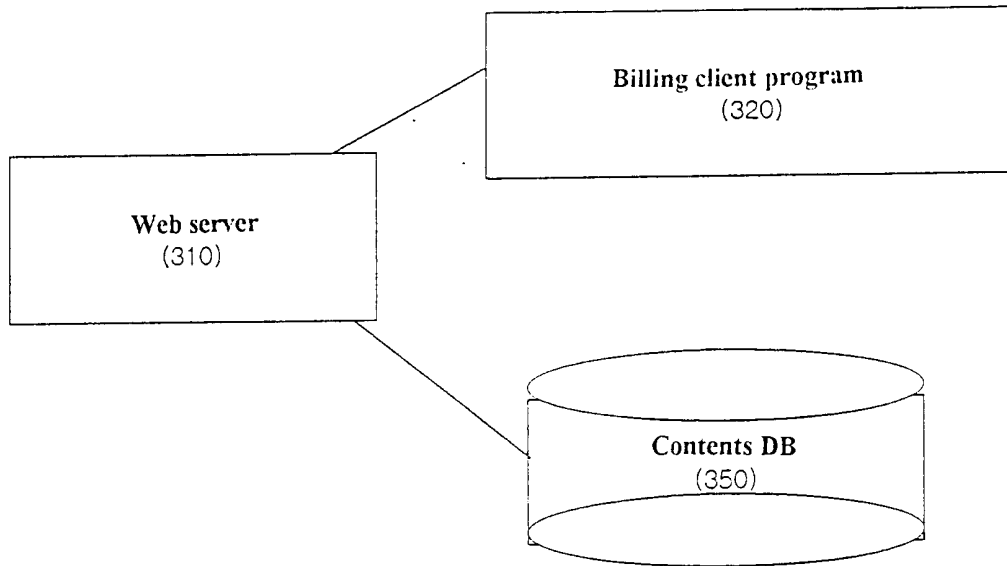 Billing client program
(320)
Web server
(310)
Contents DB
(350)